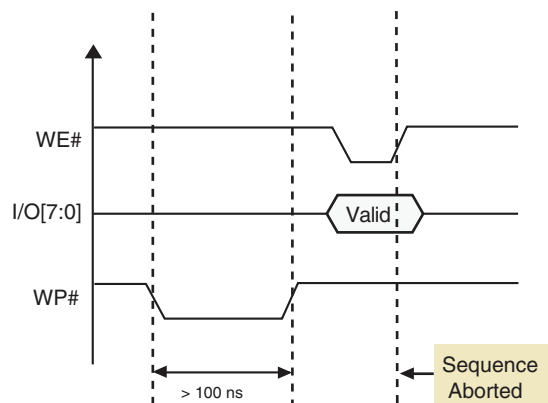 WE#
I/O[7:0]
Valid
WP#
> 100 ns
Sequence
Aborted